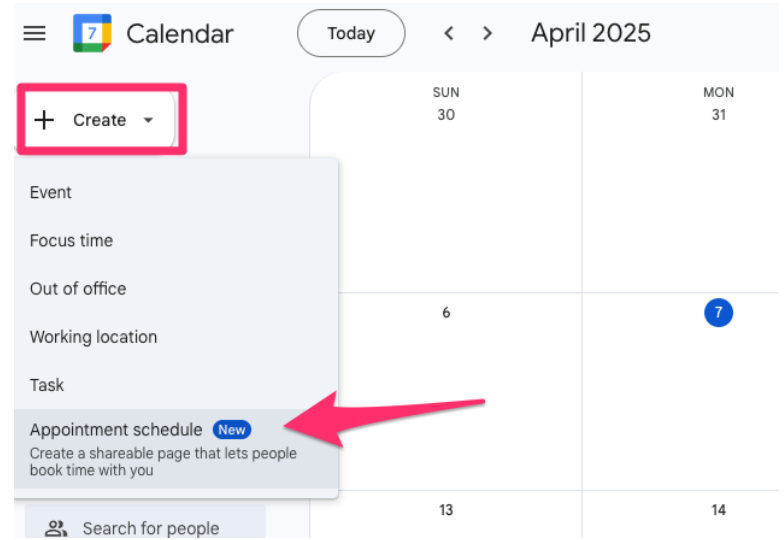 7 Calendar Today < > April 2025
+ Create
SUN MON
30 31
Event
Focus time
Out of office
Working location
Task
Appointment schedule New
Create a shareable page that lets people
book time with you
Search for people
6 7
13 14